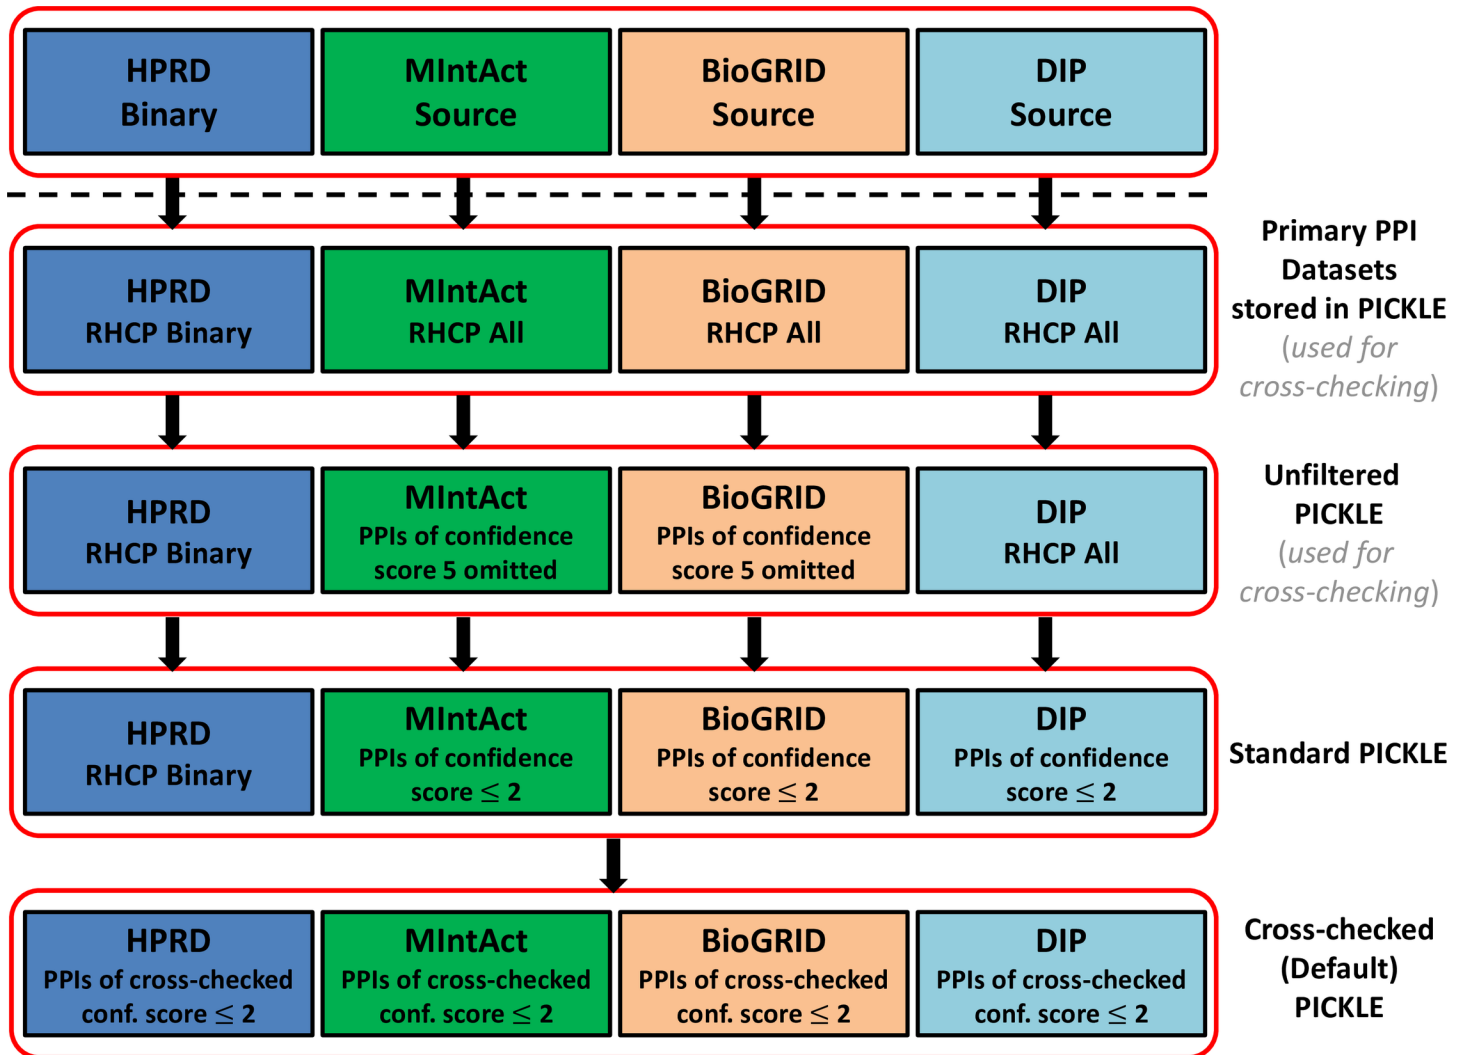 HPRD
Binary
MIntAct
Source
BioGRID
Source
DIP
Source
Primary PPI
Datasets
stored in PICKLE
(used for
cross-checking)
HPRD
RHCP Binary
MIntAct
RHCP All
BioGRID
RHCP All
DIP
RHCP All
Unfiltered
PICKLE
(used for
cross-checking)
HPRD
RHCP Binary
MIntAct
PPIs of confidence
score 5 omitted
BioGRID
PPIs of confidence
score 5 omitted
DIP
RHCP All
HPRD
RHCP Binary
MIntAct
PPIs of confidence
score ≤ 2
BioGRID
PPIs of confidence
score ≤ 2
DIP
PPIs of confidence
score ≤ 2
Standard PICKLE
HPRD
PPIs of cross-checked
conf. score ≤ 2
MIntAct
PPIs of cross-checked
conf. score ≤ 2
BioGRID
PPIs of cross-checked
conf. score ≤ 2
DIP
PPIs of cross-checked
conf. score ≤ 2
Cross-checked
(Default)
PICKLE